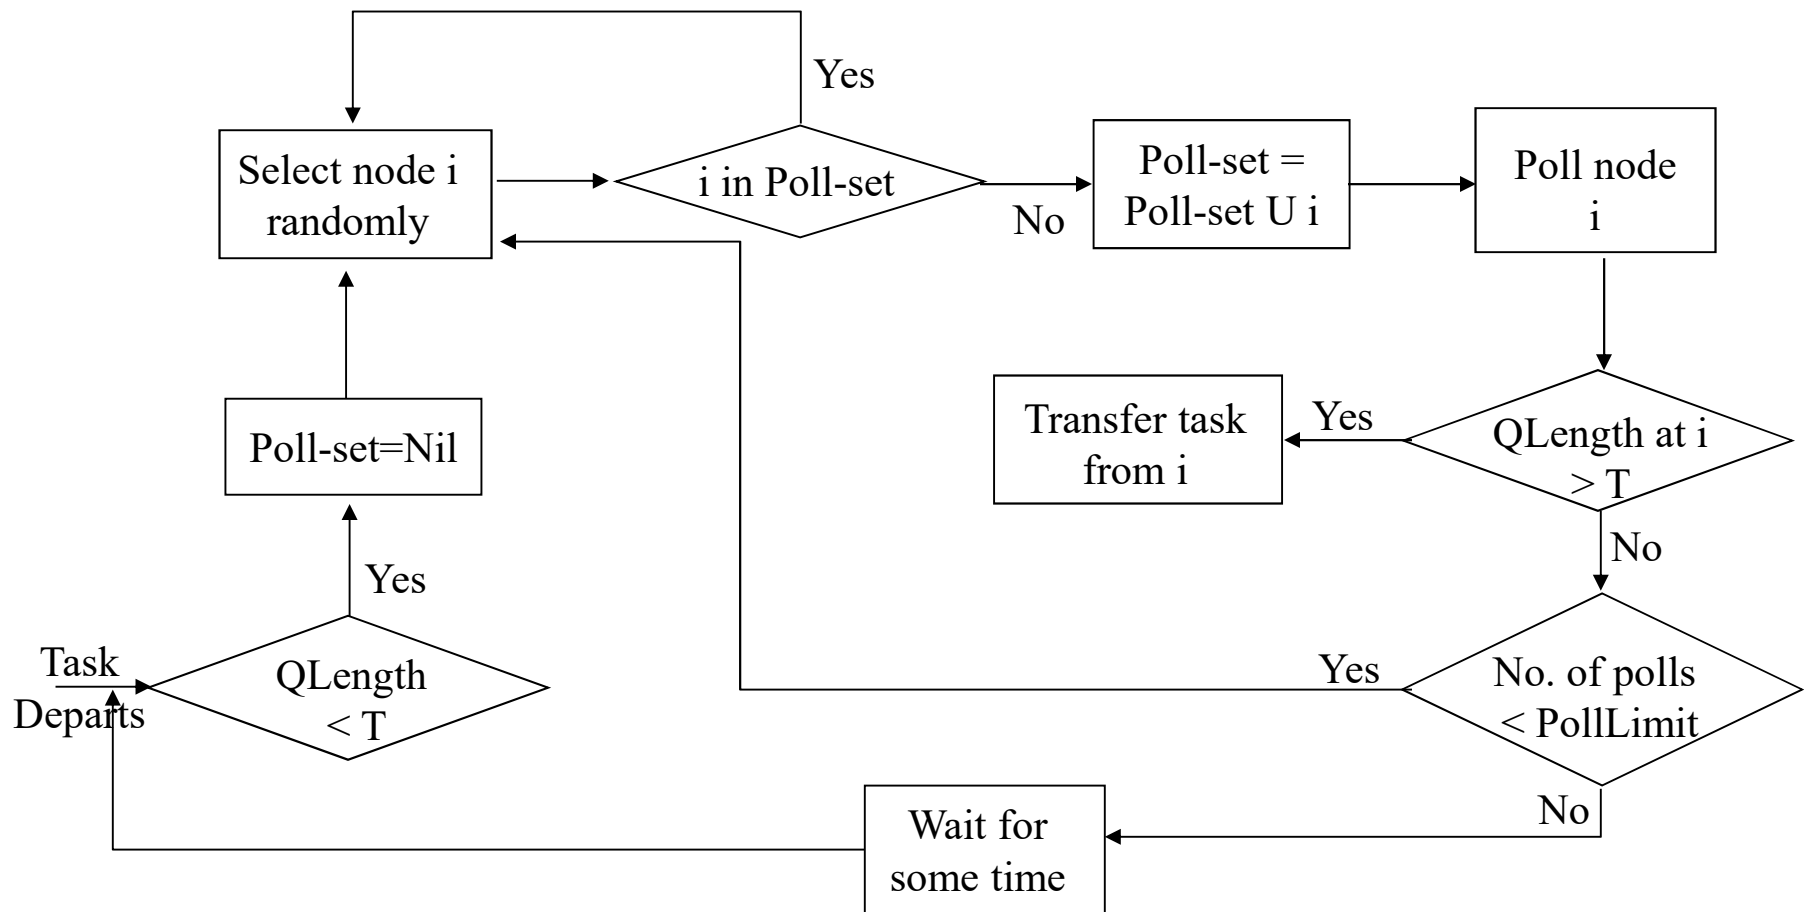 Yes
Select node i
randomly
i in Poll-set
No
Poll-set =
Poll-set U i
Poll node
i
Transfer task
from i
Yes
QLength at i
> T
No
Poll-set=Nil
Yes
Task
Departs
QLength
< T
Yes
No. of polls
< PollLimit
No
Wait for
some time